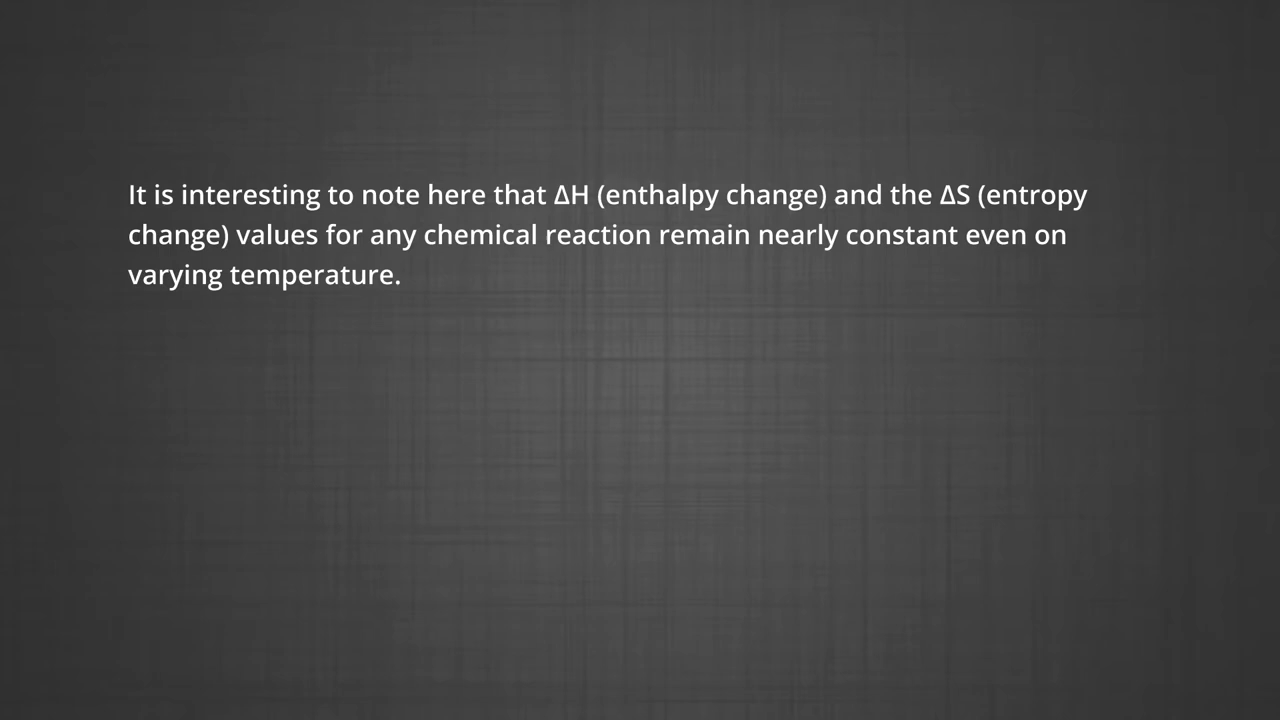 It is interesting to note here that ΔH (enthalpy change) and the ΔS (entropy
change) values for any chemical reaction remain nearly constant even on
varying temperature.